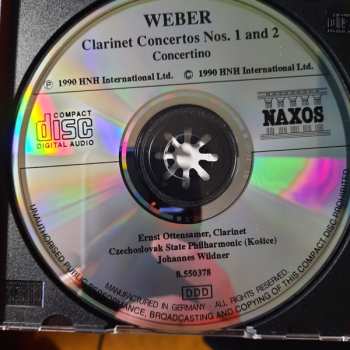 WEBER
Clarinet Concertos Nos. 1 and 2
Concertino
℗ 1990 HNH International Ltd.
© 1990 HNH International Ltd.
COMPACT
disc
DIGITAL AUDIO
NAXOS
Ernst Ottensamer, Clarinet
Czechoslovak State Philharmonic (Košice)
Johannes Wildner
8.550378
DDD
MANUFACTURED IN GERMANY - ALL RIGHTS RESERVED
UNAUTHORISED PUBLIC PERFORMANCE, BROADCASTING AND COPYING OF THIS COMPACT DISC PROHIBITED